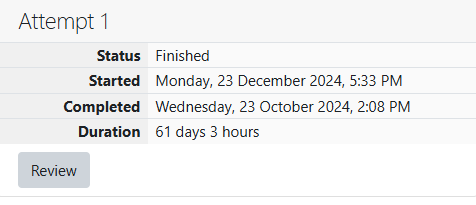 Attempt 1
Status Finished
Started Monday, 23 December 2024, 5:33 PM
Completed Wednesday, 23 October 2024, 2:08 PM
Duration 61 days 3 hours
Review